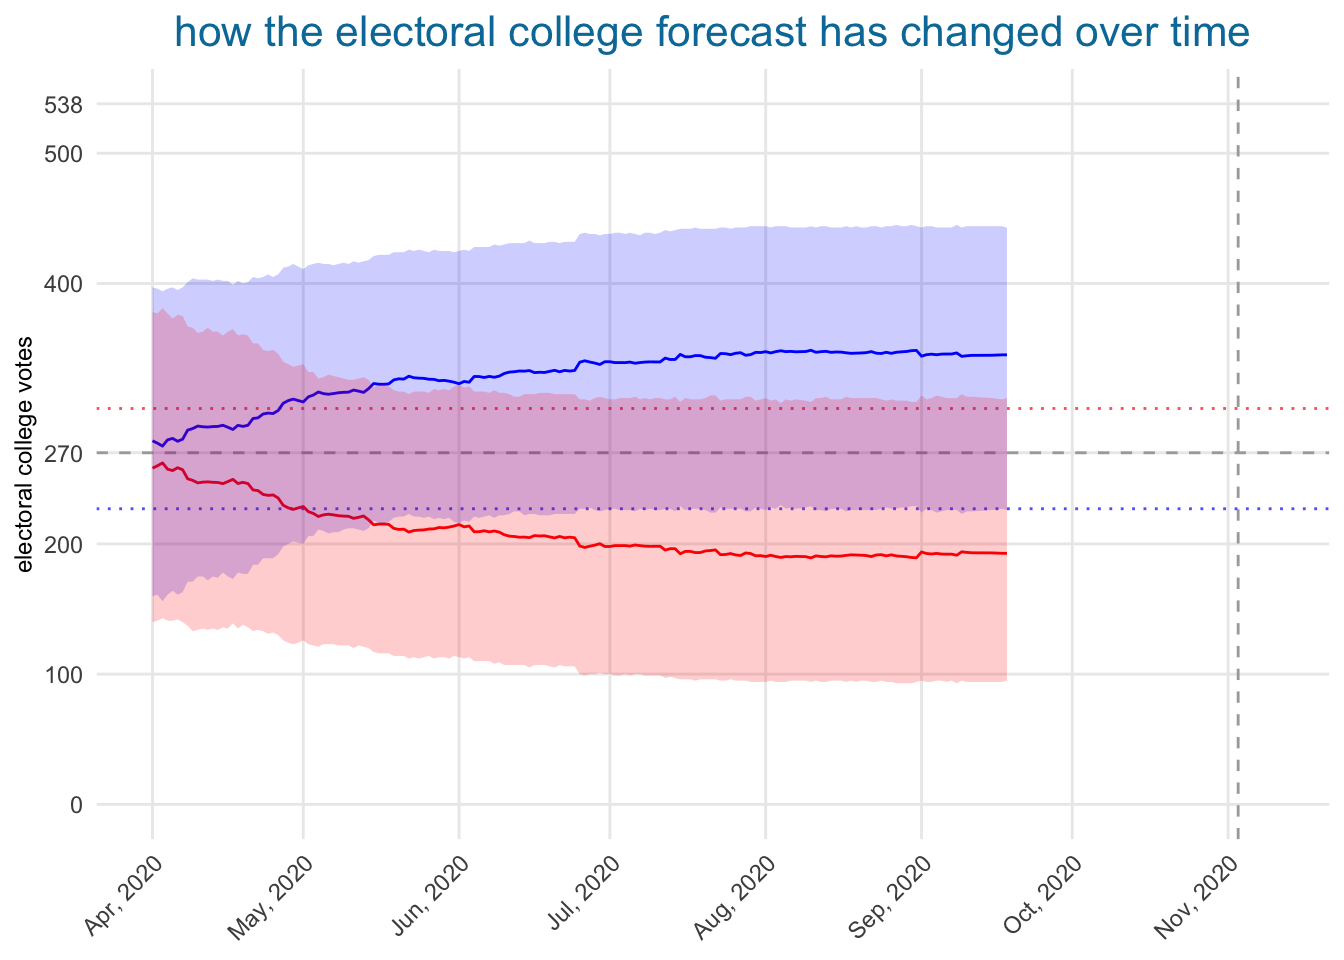 how the electoral college forecast has changed over time
electoral college votes
538
500
400
270
200
100
0
Apr, 2020
May, 2020
Jun, 2020
Jul, 2020
Aug, 2020
Sep, 2020
Oct, 2020
Nov, 2020